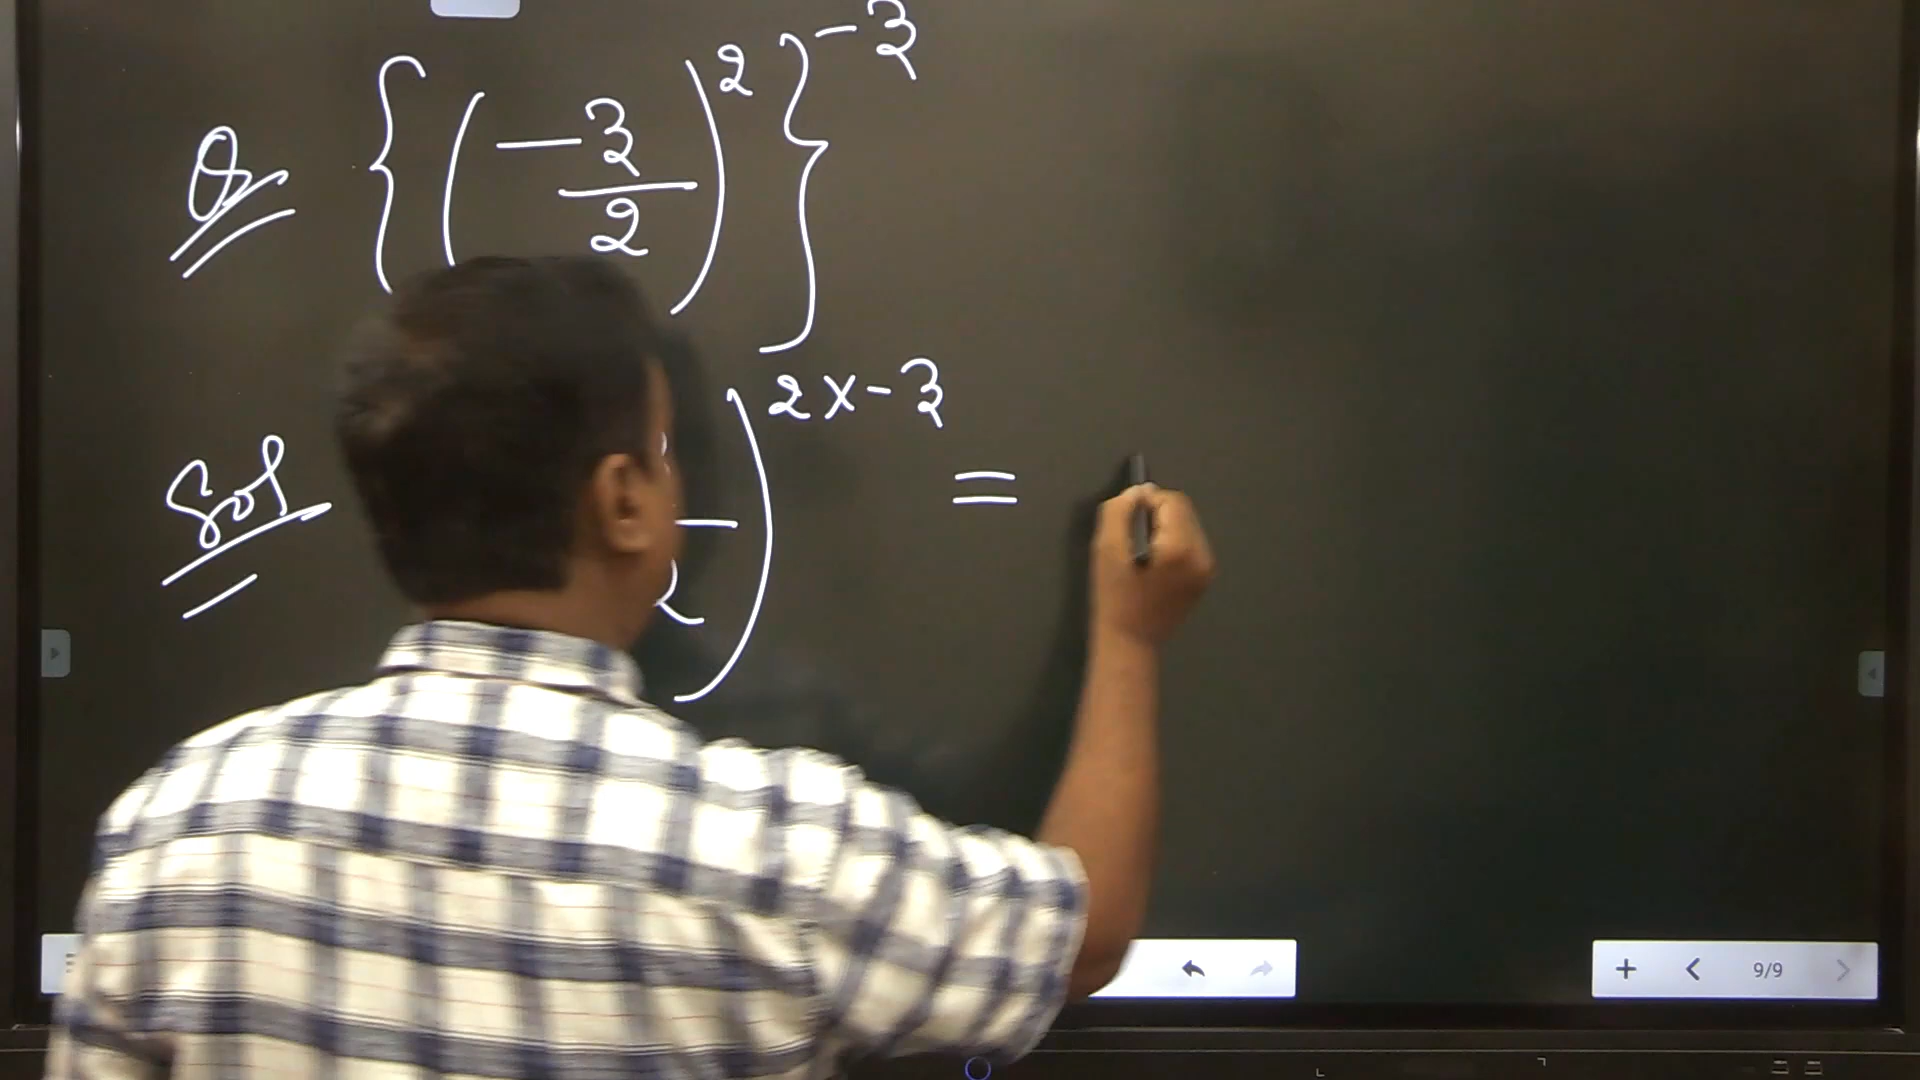 Q {(-3/2)^2}^-3
Sol )^2x-3 =
9/9